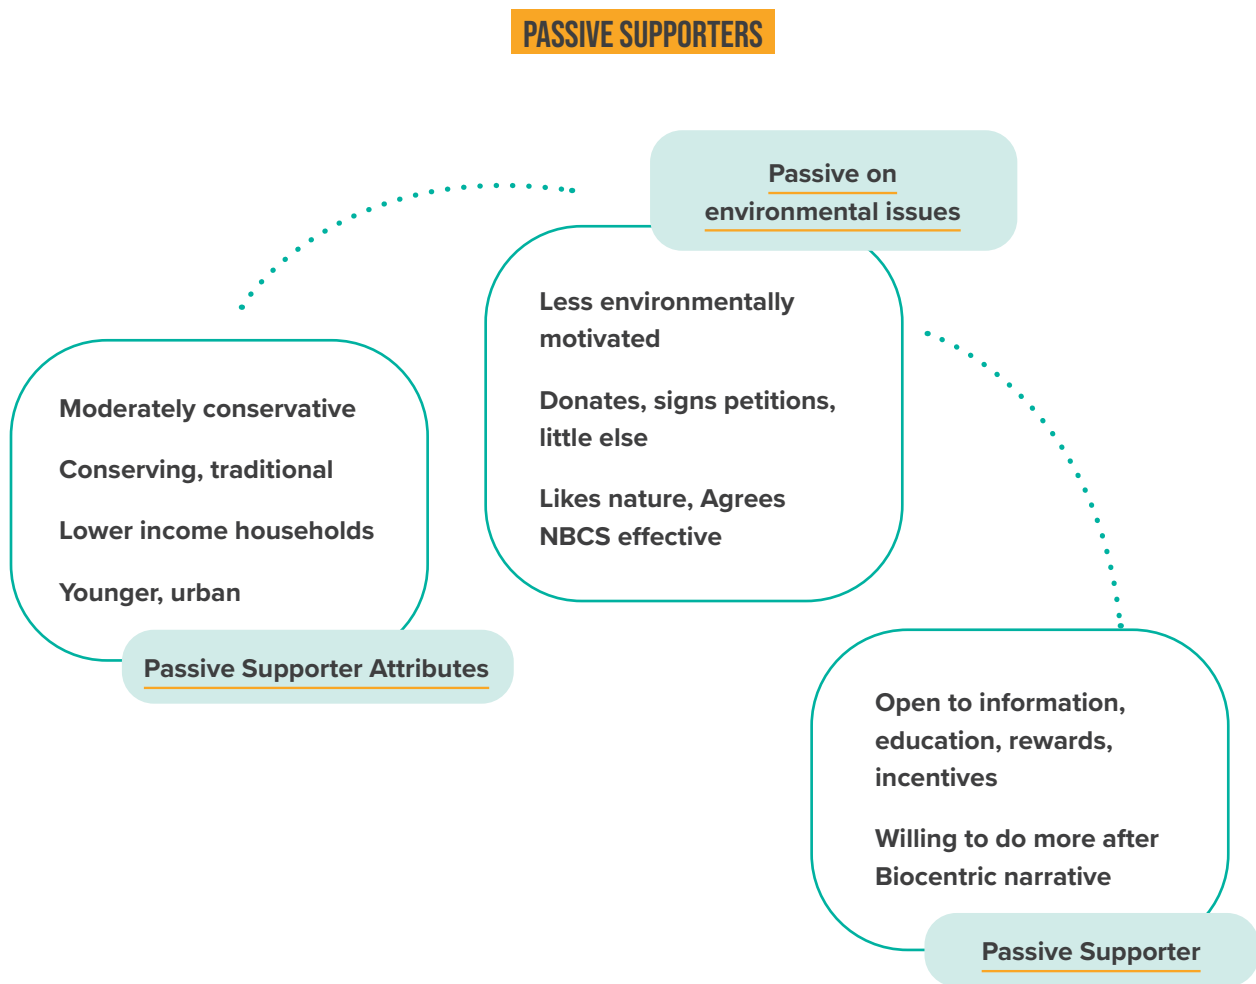 PASSIVE SUPPORTERS
Passive on
environmental issues
Less environmentally
motivated
Donates, signs petitions,
little else
Likes nature, Agrees
NBCS effective
Moderately conservative
Conserving, traditional
Lower income households
Younger, urban
Passive Supporter Attributes
Open to information,
education, rewards,
incentives
Willing to do more after
Biocentric narrative
Passive Supporter